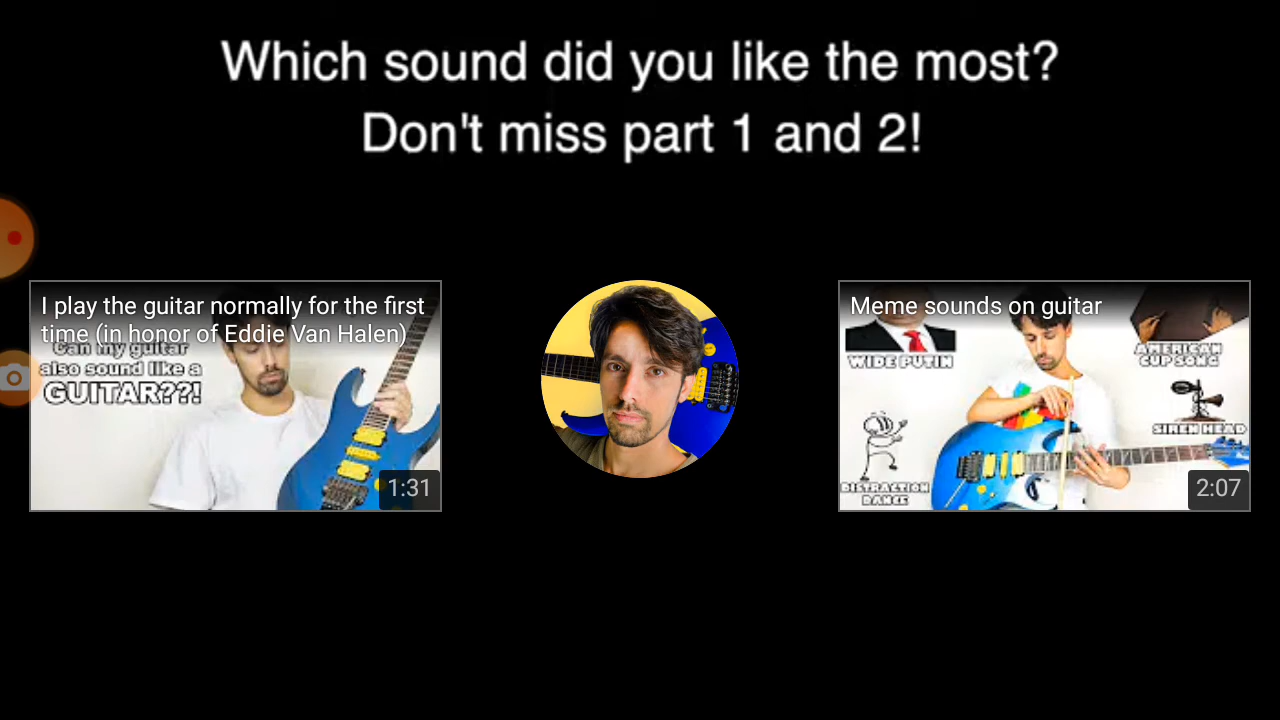 Which sound did you like the most?
Don't miss part 1 and 2!
I play the guitar normally for the first
time (in honor of Eddie Van Halen)
Can my guitar
also sound like a
GUITAR??!
1:31
Meme sounds on guitar
WIDE PUTIN
AMERICAN
CUP SONG
SIREN HEAD
DISTRACTION
DANCE
2:07